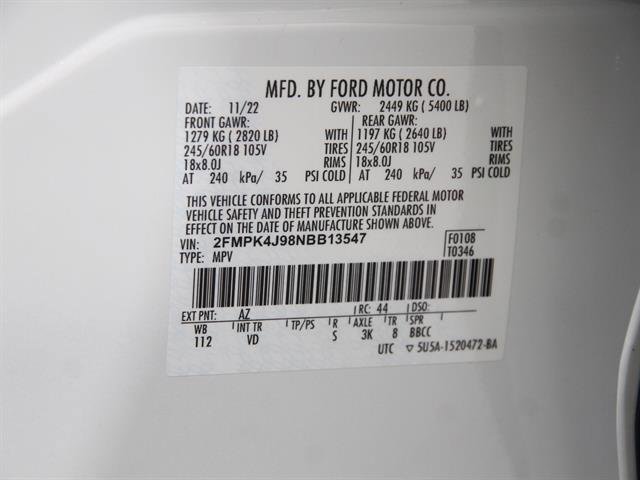 MFD. BY FORD MOTOR CO.
DATE: 11/22 GVWR: 2449 KG ( 5400 LB)
FRONT GAWR: REAR GAWR:
1279 KG ( 2820 LB) WITH 1197 KG ( 2640 LB) WITH
245/60R18 105V TIRES 245/60R18 105V TIRES
18x8.0J RIMS 18x8.0J RIMS
AT 240 kPa/ 35 PSI COLD AT 240 kPa/ 35 PSI COLD
THIS VEHICLE CONFORMS TO ALL APPLICABLE FEDERAL MOTOR
VEHICLE SAFETY AND THEFT PREVENTION STANDARDS IN
EFFECT ON THE DATE OF MANUFACTURE SHOWN ABOVE.
VIN: 2FMPK4J98NBB13547 F0108
TYPE: MPV T0346
EXT PNT: AZ RC: 44 DSO:
WB INT TR TP/PS R AXLE TR SPR
112 VD S 3K 8 BBCC
UTC ▽ 5U5A-1520472-BA